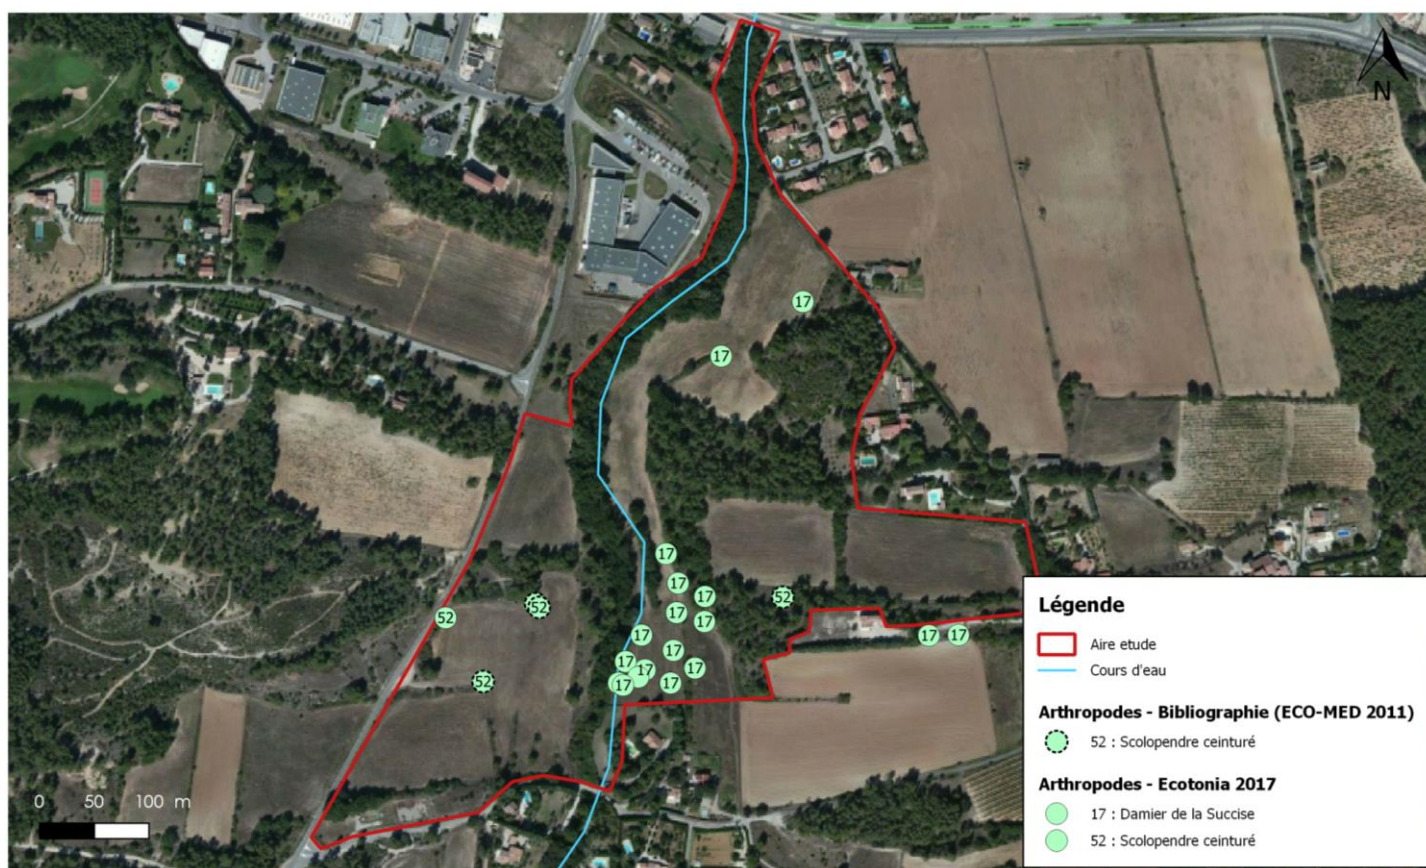 N
17
17
17
17
17
52
52
17
17
52
17
17
17
17
17
17
17
52
17
17
0 50 100 m
Légende
Aire etude
Cours d'eau
Arthropodes - Bibliographie (ECO-MED 2011)
52 : Scolopendre ceinturé
Arthropodes - Ecotonia 2017
17 : Damier de la Succise
52 : Scolopendre ceinturé